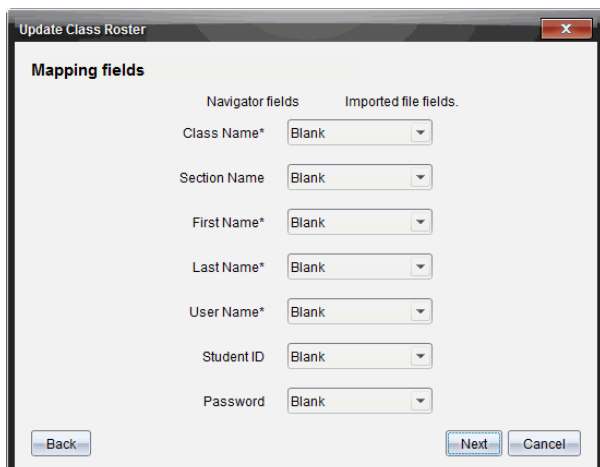 Update Class Roster
Mapping fields
Navigator fields Imported file fields.
Class Name* Blank
Section Name Blank
First Name* Blank
Last Name* Blank
User Name* Blank
Student ID Blank
Password Blank
Back Next Cancel